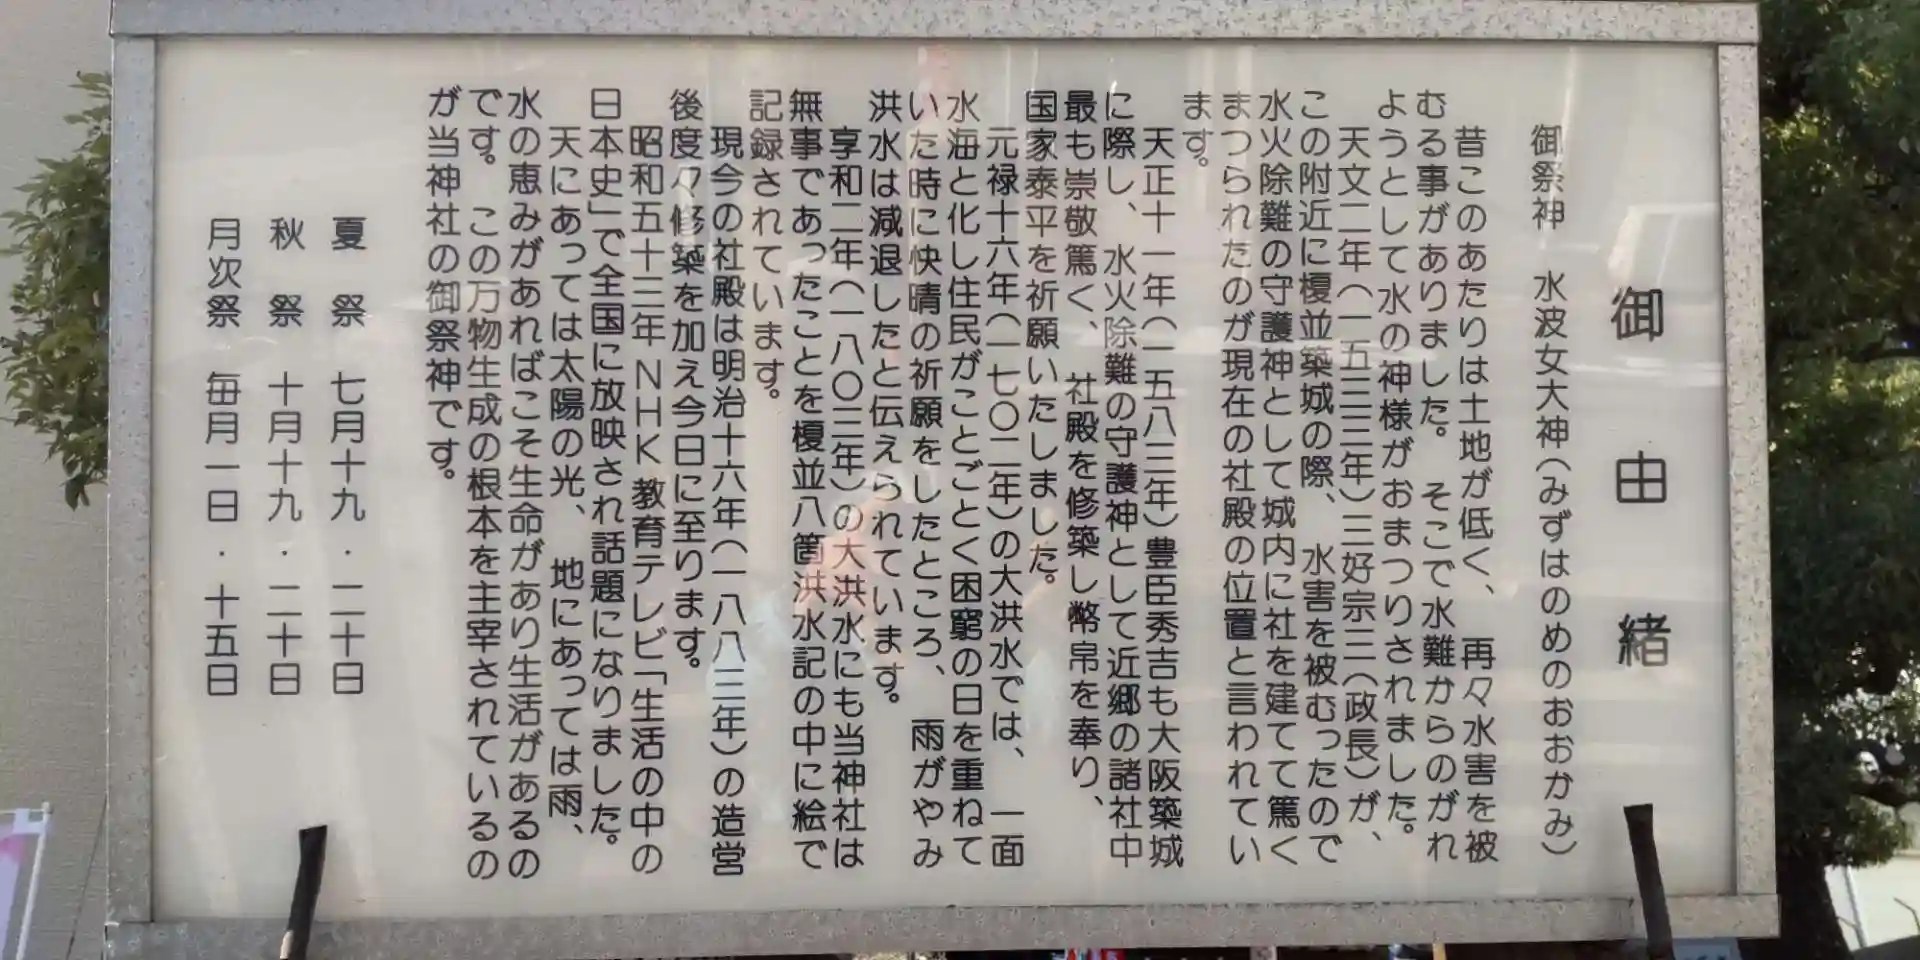 御由緒
御祭神　水波女大神（みずはのめのおおかみ）
昔このあたりは土地が低く、再々水害を被
むる事がありました。そこで水難からのがれ
ようとして水の神様がおまつりされました。
天文二年（一五三三年）三好宗三（政長）が、
この附近に榎並築城の際、水害を被むったので
水火除難の守護神として城内に社を建てて篤く
まつられたのが現在の社殿の位置と言われてい
ます。
天正十一年（一五八三年）豊臣秀吉も大阪築城
に際し、水火除難の守護神として近郷の諸社中
最も崇敬篤く、社殿を修築し幣帛を奉り、
国家泰平を祈願いたしました。
元禄十六年（一七〇二年）の大洪水では、一面
水海と化し住民がことごとく困窮の日を重ねて
いた時に快晴の祈願をしたところ、雨がやみ
洪水は減退したと伝えられています。
享和二年（一八〇三年）の大洪水にも当神社は
無事であったことを榎並八箇洪水記の中に絵で
記録されています。
現今の社殿は明治十六年（一八八三年）の造営
後度々修築を加え今日に至ります。
昭和五十三年NHK教育テレビ「生活の中の
日本史」で全国に放映され話題になりました。
天にあっては太陽の光、地にあっては雨、
水の恵みがあればこそ生命があり生活があるの
です。この万物生成の根本を主宰されているの
が当神社の御祭神です。
夏祭　七月十九・二十日
秋祭　十月十九・二十日
月次祭　毎月一日・十五日